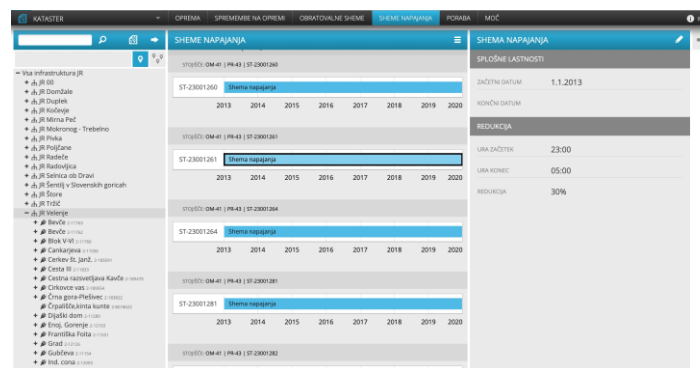 KATASTER
OPREMA
SPREMEMBE NA OPREMI
OBRATOVALNE SHEME
SHEME NAPAJANJA
PORABA
MOČ
SHEME NAPAJANJA
SHEMA NAPAJANJA
Vsa infrastruktura JR
JR 00
JR Domžale
JR Duplek
JR Kočevje
JR Mirna Peč
JR Mokronog - Trebelno
JR Pivka
JR Poljčane
JR Radeče
JR Radovljica
JR Selnica ob Dravi
JR Šentilj v Slovenskih goricah
JR Štore
JR Tržič
JR Velenje
Bevče
Bevče
Blok V-VI
Cankarjeva
Cerkev št. Janž.
Cesta III
Cestna razsvetljava Kavče
Cirkovce vas
Črna gora-Plešivec
Črpališče,kinta kunte
Dijaški dom
Enoj. Gorenje
Františka Foita
Grad
Gubčeva
Ind. cona
STOJIŠČE: OM-41 | PR-43 | ST-23001260
ST-23001260 Shema napajanja
2013 2014 2015 2016 2017 2018 2019 2020
STOJIŠČE: OM-41 | PR-43 | ST-23001261
ST-23001261 Shema napajanja
2013 2014 2015 2016 2017 2018 2019 2020
STOJIŠČE: OM-41 | PR-43 | ST-23001264
ST-23001264 Shema napajanja
2013 2014 2015 2016 2017 2018 2019 2020
STOJIŠČE: OM-41 | PR-43 | ST-23001281
ST-23001281 Shema napajanja
2013 2014 2015 2016 2017 2018 2019 2020
STOJIŠČE: OM-41 | PR-43 | ST-23001282
SPLOŠNE LASTNOSTI
ZAČETNI DATUM 1.1.2013
KONČNI DATUM
REDUKCIJA
URA ZAČETEK 23:00
URA KONEC 05:00
REDUKCIJA 30%